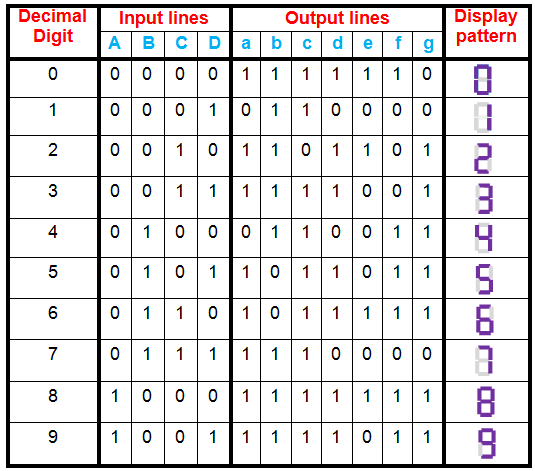 Decimal Digit Input lines Output lines Display pattern
A B C D a b c d e f g
0 0 0 0 0 1 1 1 1 1 1 0 0
1 0 0 0 1 0 1 1 0 0 0 0 1
2 0 0 1 0 1 1 0 1 1 0 1 2
3 0 0 1 1 1 1 1 1 0 0 1 3
4 0 1 0 0 0 1 1 0 0 1 1 4
5 0 1 0 1 1 0 1 1 0 1 1 5
6 0 1 1 0 1 0 1 1 1 1 1 6
7 0 1 1 1 1 1 1 0 0 0 0 7
8 1 0 0 0 1 1 1 1 1 1 1 8
9 1 0 0 1 1 1 1 1 0 1 1 9